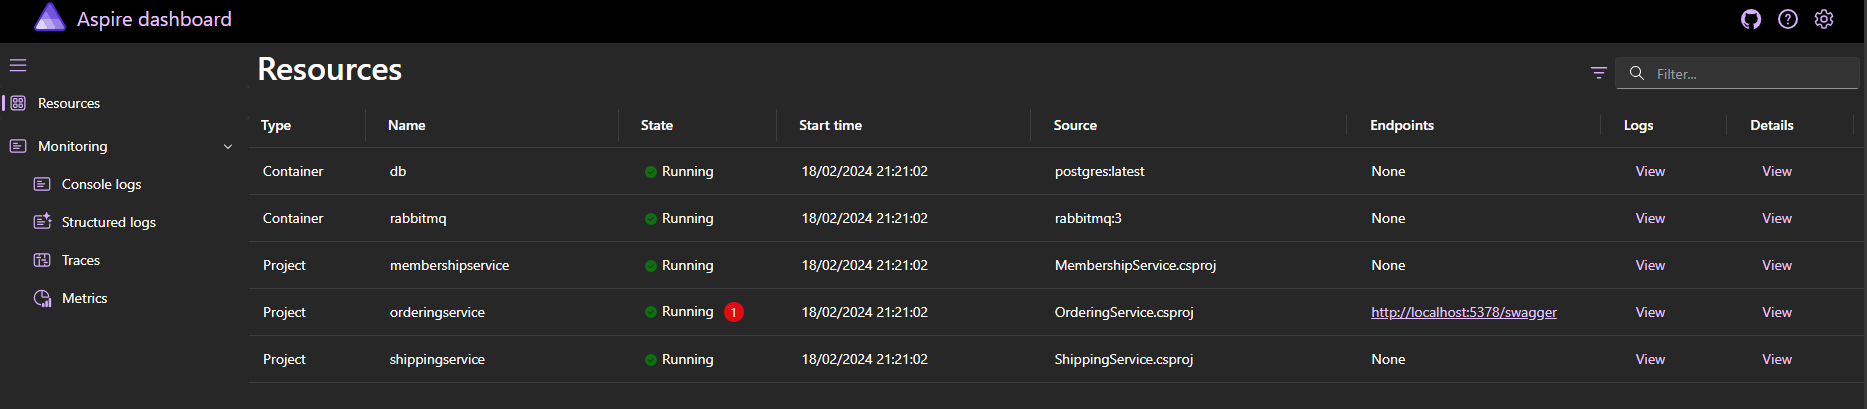 Aspire dashboard
Resources
Filter...
Resources
Monitoring
Console logs
Structured logs
Traces
Metrics
Type Name State Start time Source Endpoints Logs Details
Container db Running 18/02/2024 21:21:02 postgres:latest None View View
Container rabbitmq Running 18/02/2024 21:21:02 rabbitmq:3 None View View
Project membershipservice Running 18/02/2024 21:21:02 MembershipService.csproj None View View
Project orderingservice Running 1 18/02/2024 21:21:02 OrderingService.csproj http://localhost:5378/swagger View View
Project shippingservice Running 18/02/2024 21:21:02 ShippingService.csproj None View View